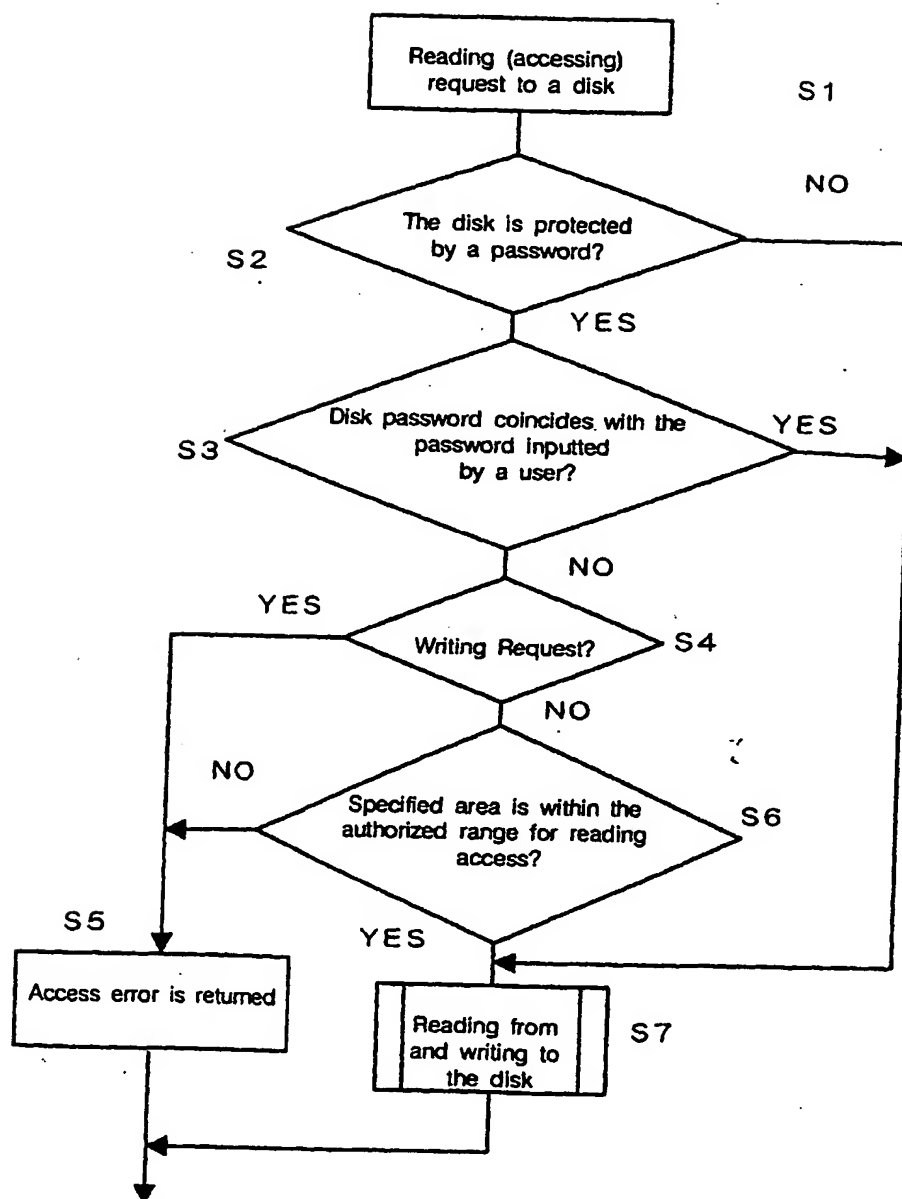 Reading (accessing)
request to a disk
S1
NO
The disk is protected
by a password?
S2
YES
Disk password coincides with the
password inputted
by a user?
YES
S3
NO
YES
Writing Request?
S4
NO
NO
Specified area is within the
authorized range for reading
access?
S6
S5
YES
Access error is returned
Reading from
and writing to
the disk
S7